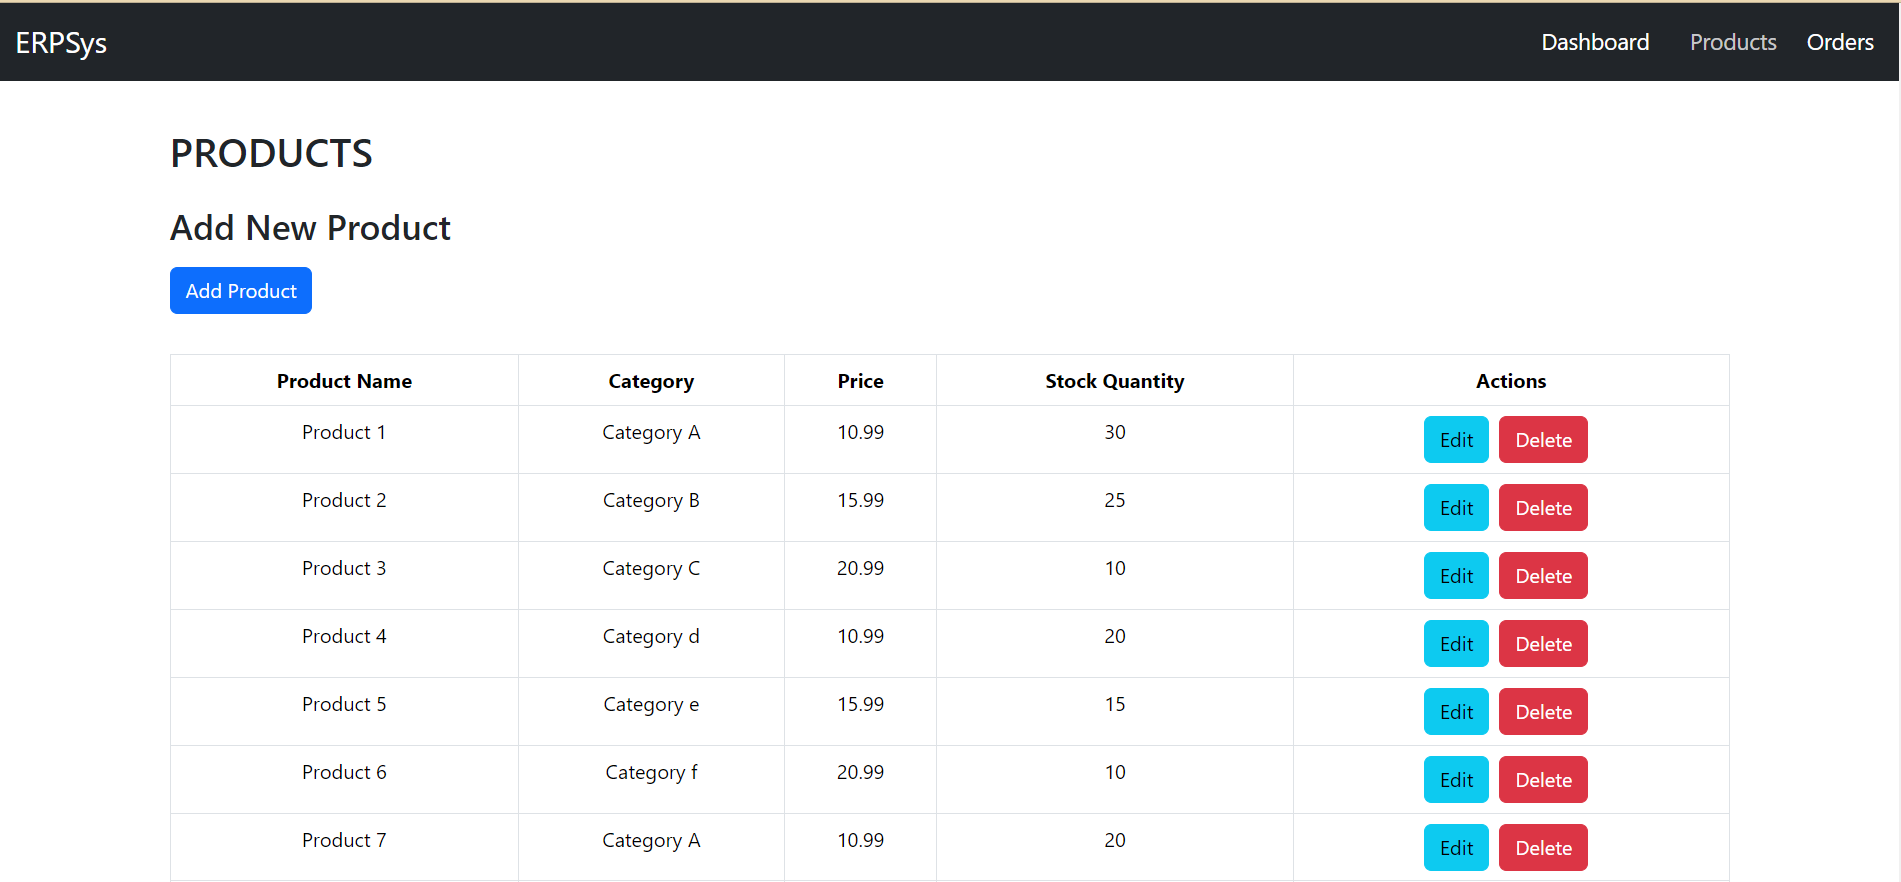 ERPSys Dashboard Products Orders
PRODUCTS
Add New Product
Add Product
Product Name Category Price Stock Quantity Actions
Product 1 Category A 10.99 30 Edit Delete
Product 2 Category B 15.99 25 Edit Delete
Product 3 Category C 20.99 10 Edit Delete
Product 4 Category d 10.99 20 Edit Delete
Product 5 Category e 15.99 15 Edit Delete
Product 6 Category f 20.99 10 Edit Delete
Product 7 Category A 10.99 20 Edit Delete